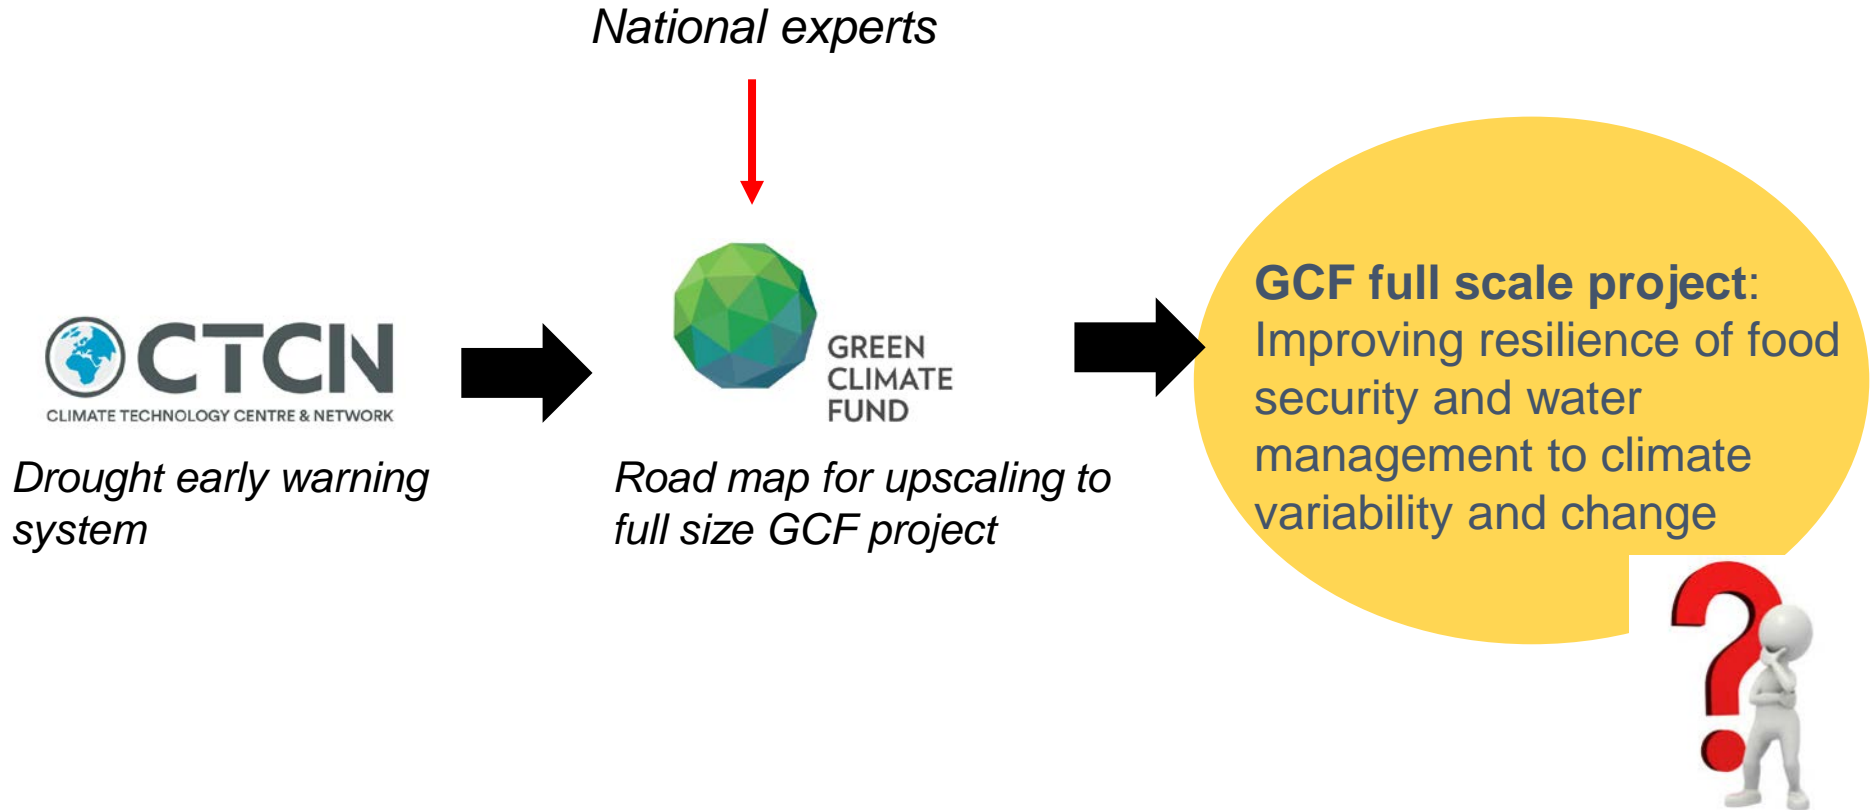 National experts
CTCN
CLIMATE TECHNOLOGY CENTRE & NETWORK
Drought early warning
system
GREEN
CLIMATE
FUND
Road map for upscaling to
full size GCF project
GCF full scale project:
Improving resilience of food
security and water
management to climate
variability and change
?